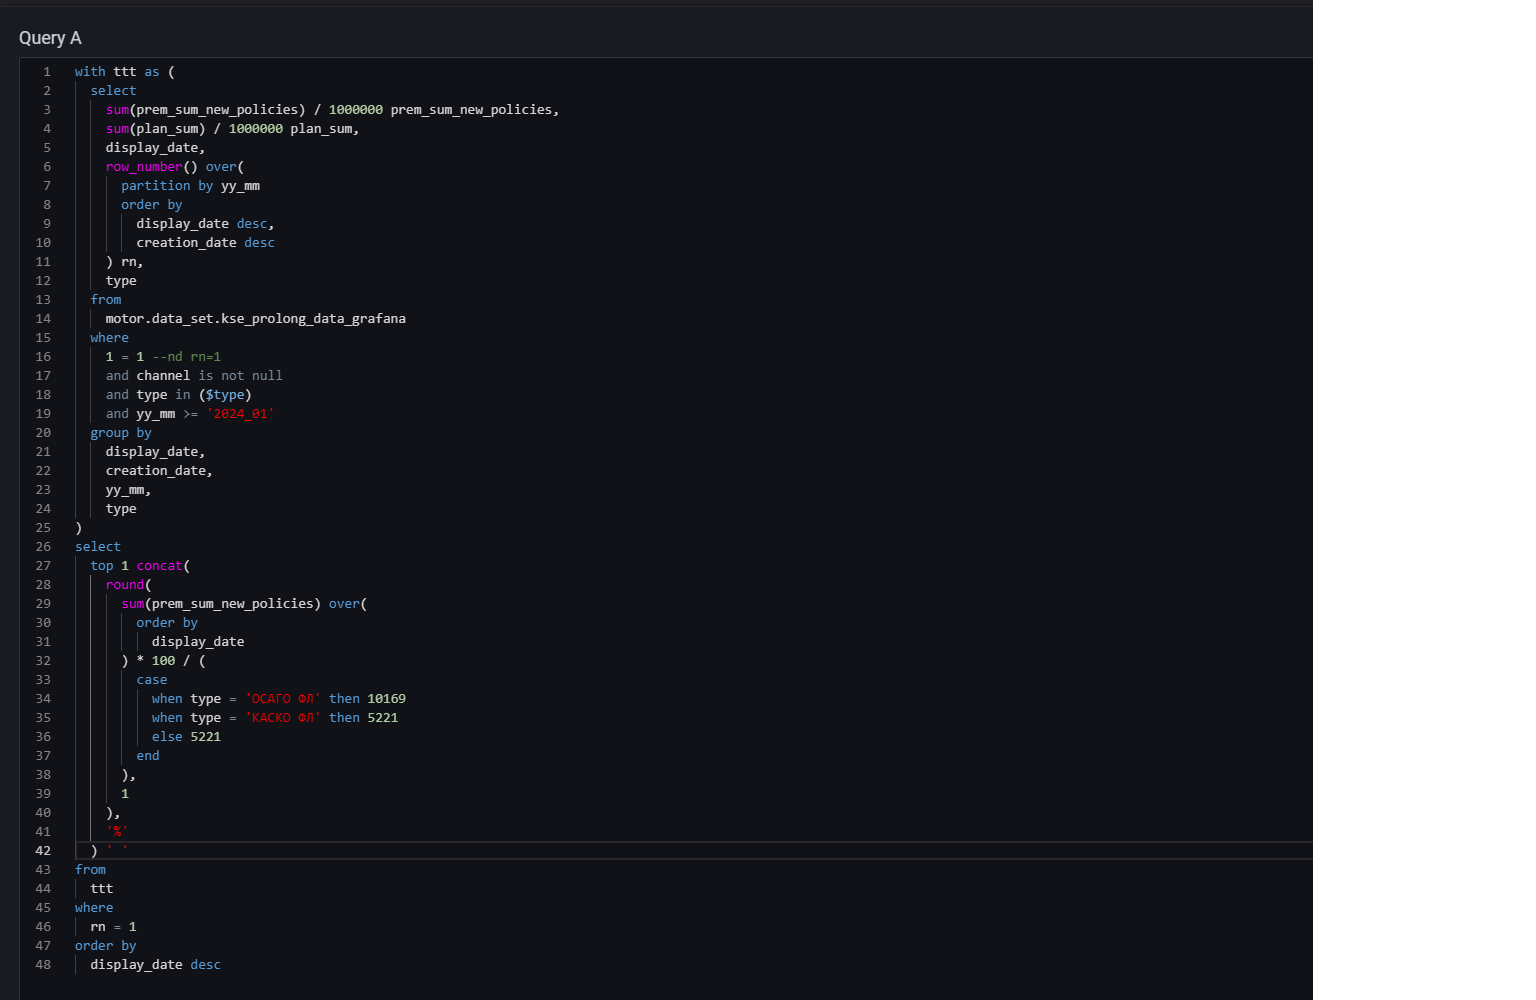 Query A
1 with ttt as (
2 select
3 sum(prem_sum_new_policies) / 1000000 prem_sum_new_policies,
4 sum(plan_sum) / 1000000 plan_sum,
5 display_date,
6 row_number() over(
7 partition by yy_mm
8 order by
9 display_date desc,
10 creation_date desc
11 ) rn,
12 type
13 from
14 motor.data_set.kse_prolong_data_grafana
15 where
16 1 = 1 --nd rn=1
17 and channel is not null
18 and type in ($type)
19 and yy_mm >= '2024_01'
20 group by
21 display_date,
22 creation_date,
23 yy_mm,
24 type
25 )
26 select
27 top 1 concat(
28 round(
29 sum(prem_sum_new_policies) over(
30 order by
31 display_date
32 ) * 100 / (
33 case
34 when type = 'ОСАГО ФЛ' then 10169
35 when type = 'КАСКО ФЛ' then 5221
36 else 5221
37 end
38 ),
39 1
40 ),
41 '%'
42 ) ' '
43 from
44 ttt
45 where
46 rn = 1
47 order by
48 display_date desc